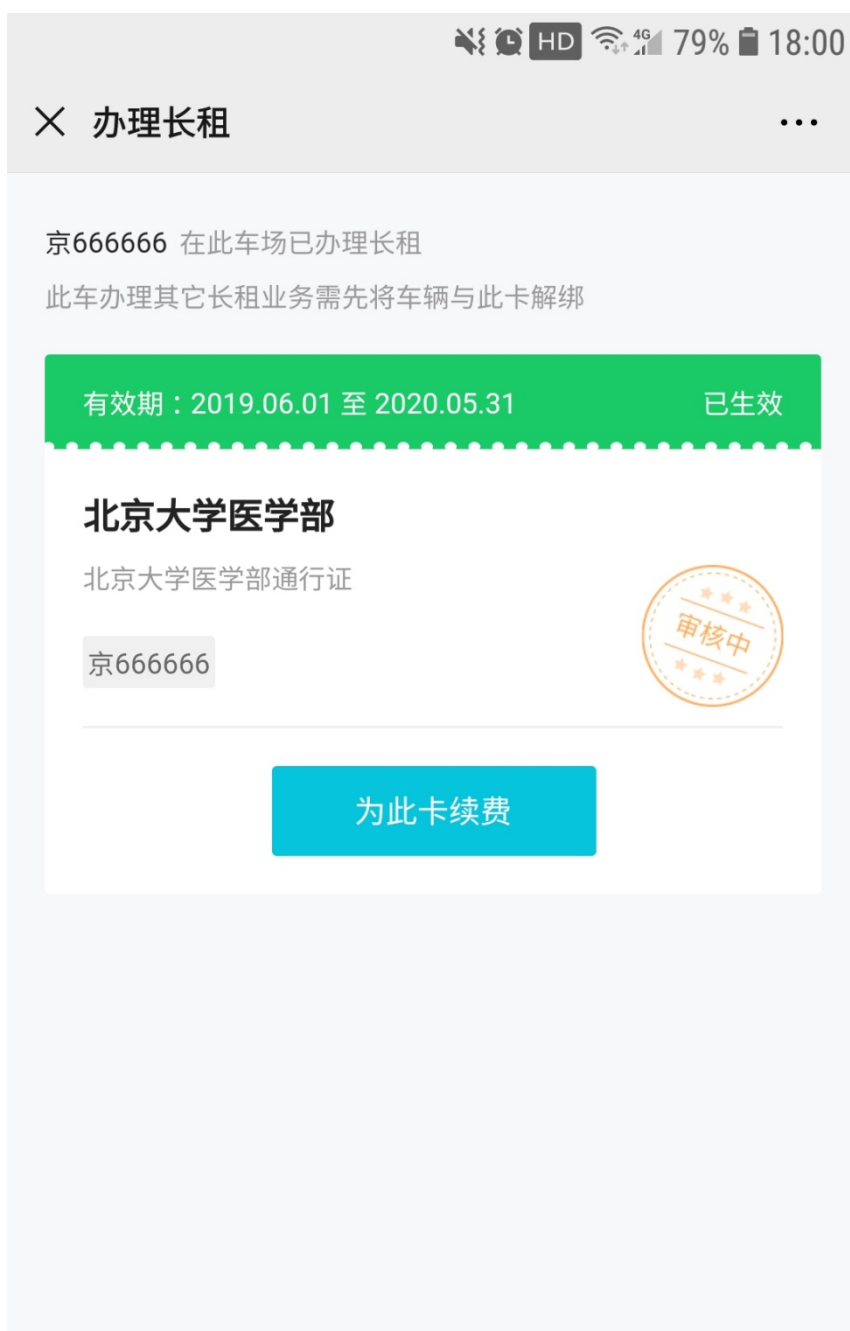 HD 4G 79% 18:00
办理长租
京666666 在此车场已办理长租
此车办理其它长租业务需先将车辆与此卡解绑
有效期：2019.06.01 至 2020.05.31 已生效
北京大学医学部
北京大学医学部通行证
审核中
京666666
为此卡续费